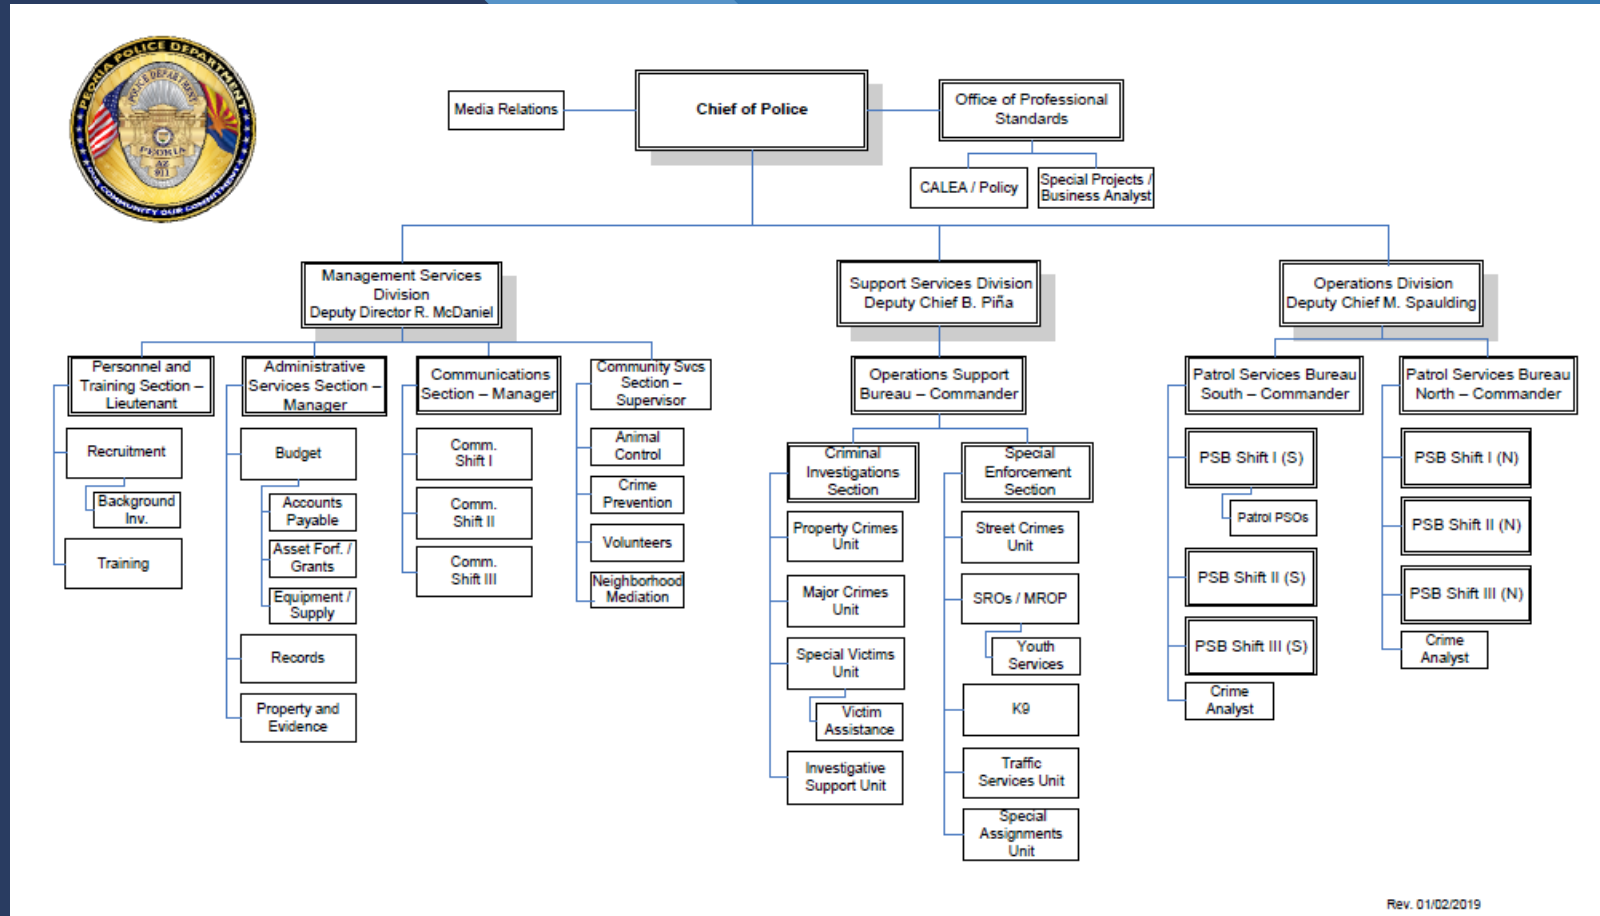 PEORIA POLICE DEPARTMENT
POLICE DEPARTMENT
PEORIA
AZ
911
OUR COMMUNITY OUR COMMITMENT
Media Relations
Chief of Police
Office of Professional
Standards
CALEA / Policy
Special Projects /
Business Analyst
Management Services
Division
Deputy Director R. McDaniel
Support Services Division
Deputy Chief B. Piña
Operations Division
Deputy Chief M. Spaulding
Personnel and
Training Section –
Lieutenant
Recruitment
Background
Inv.
Training
Administrative
Services Section –
Manager
Budget
Accounts
Payable
Asset Forf. /
Grants
Equipment /
Supply
Records
Property and
Evidence
Communications
Section – Manager
Comm.
Shift I
Comm.
Shift II
Comm.
Shift III
Community Svcs
Section –
Supervisor
Animal
Control
Crime
Prevention
Volunteers
Neighborhood
Mediation
Operations Support
Bureau – Commander
Criminal
Investigations
Section
Property Crimes
Unit
Major Crimes
Unit
Special Victims
Unit
Victim
Assistance
Investigative
Support Unit
Special
Enforcement
Section
Street Crimes
Unit
SROs / MROP
Youth
Services
K9
Traffic
Services Unit
Special
Assignments
Unit
Patrol Services Bureau
South – Commander
PSB Shift I (S)
Patrol PSOs
PSB Shift II (S)
PSB Shift III (S)
Crime
Analyst
Patrol Services Bureau
North – Commander
PSB Shift I (N)
PSB Shift II (N)
PSB Shift III (N)
Crime
Analyst
Rev. 01/02/2019